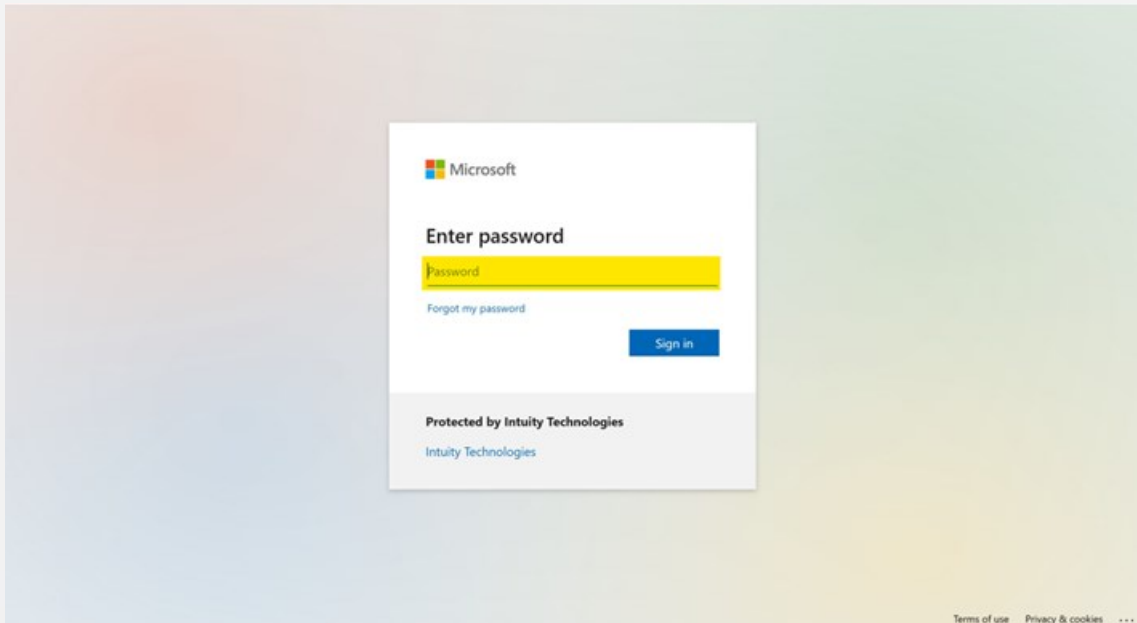 Microsoft
Enter password
Password
Forgot my password
Sign in
Protected by Intuity Technologies
Intuity Technologies
Terms of use Privacy & cookies ...